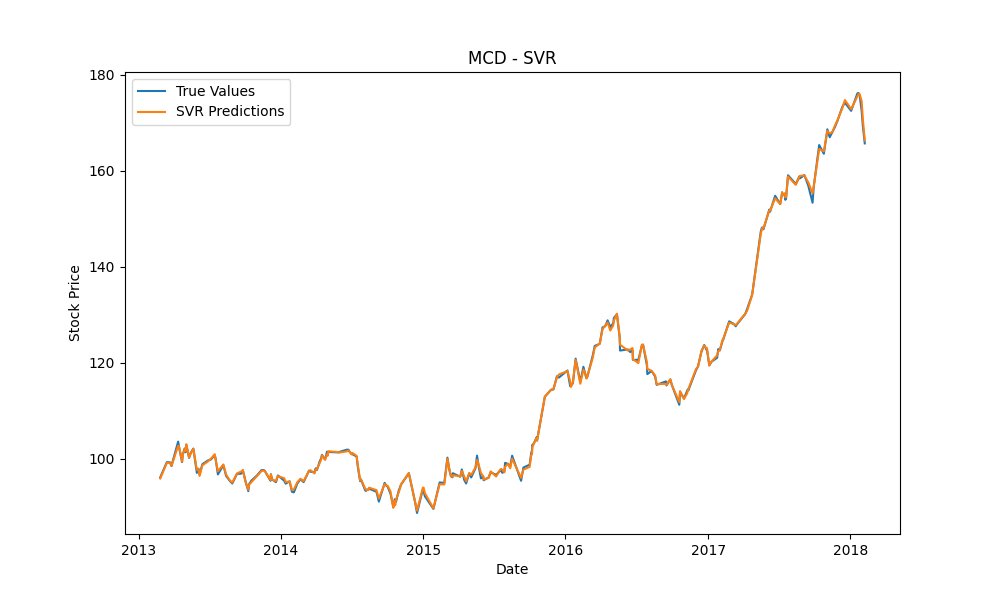 MCD - SVR
True Values
SVR Predictions
Stock Price
180
160
140
120
100
2013
2014
2015
2016
2017
2018
Date